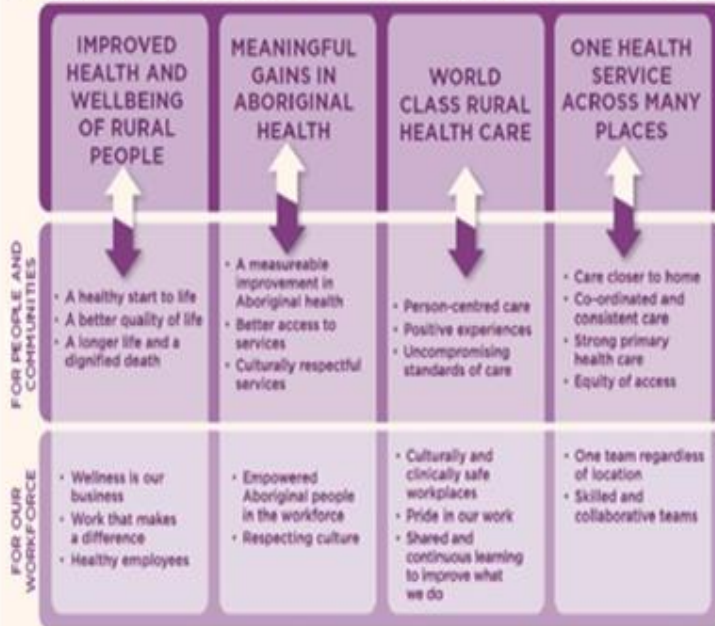 IMPROVED
HEALTH AND
WELLBEING
OF RURAL
PEOPLE
MEANINGFUL
GAINS IN
ABORIGINAL
HEALTH
WORLD
CLASS RURAL
HEALTH CARE
ONE HEALTH
SERVICE
ACROSS MANY
PLACES
FOR PEOPLE AND
COMMUNITIES
• A healthy start to life
• A better quality of life
• A longer life and a
dignified death
• A measureable
improvement in
Aboriginal health
• Better access to
services
• Culturally respectful
services
• Person-centred care
• Positive experiences
• Uncompromising
standards of care
• Care closer to home
• Co-ordinated and
consistent care
• Strong primary
health care
• Equity of access
FOR OUR
WORKFORCE
• Wellness is our
business
• Work that makes
a difference
• Healthy employees
• Empowered
Aboriginal people
in the workforce
• Respecting culture
• Culturally and
clinically safe
workplaces
• Pride in our work
• Shared and
continuous learning
to improve what
we do
• One team regardless
of location
• Skilled and
collaborative teams